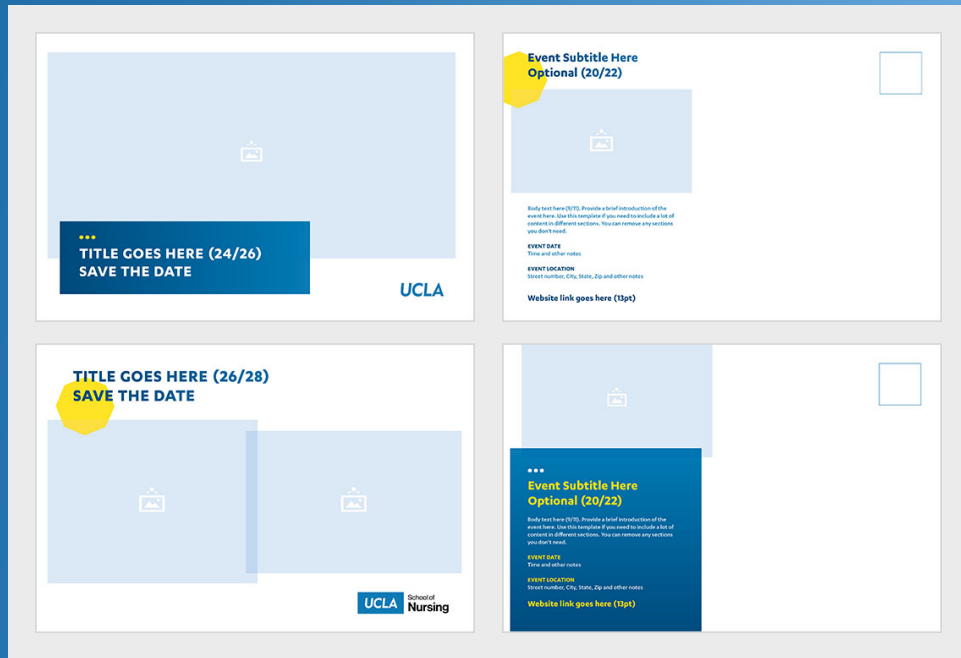 TITLE GOES HERE (24/26)
SAVE THE DATE
UCLA
Event Subtitle Here
Optional (20/22)
Body text here (9/11). Provide a brief introduction of the
event here. Use this template if you need to include a lot of
content in different sections. You can remove any sections
you don't need.
EVENT DATE
Time and other notes
EVENT LOCATION
Street number, City, State, Zip and other notes
Website link goes here (13pt)
TITLE GOES HERE (26/28)
SAVE THE DATE
UCLA
School of
Nursing
Event Subtitle Here
Optional (20/22)
Body text here (9/11). Provide a brief introduction of the
event here. Use this template if you need to include a lot of
content in different sections. You can remove any sections
you don't need.
EVENT DATE
Time and other notes
EVENT LOCATION
Street number, City, State, Zip and other notes
Website link goes here (13pt)